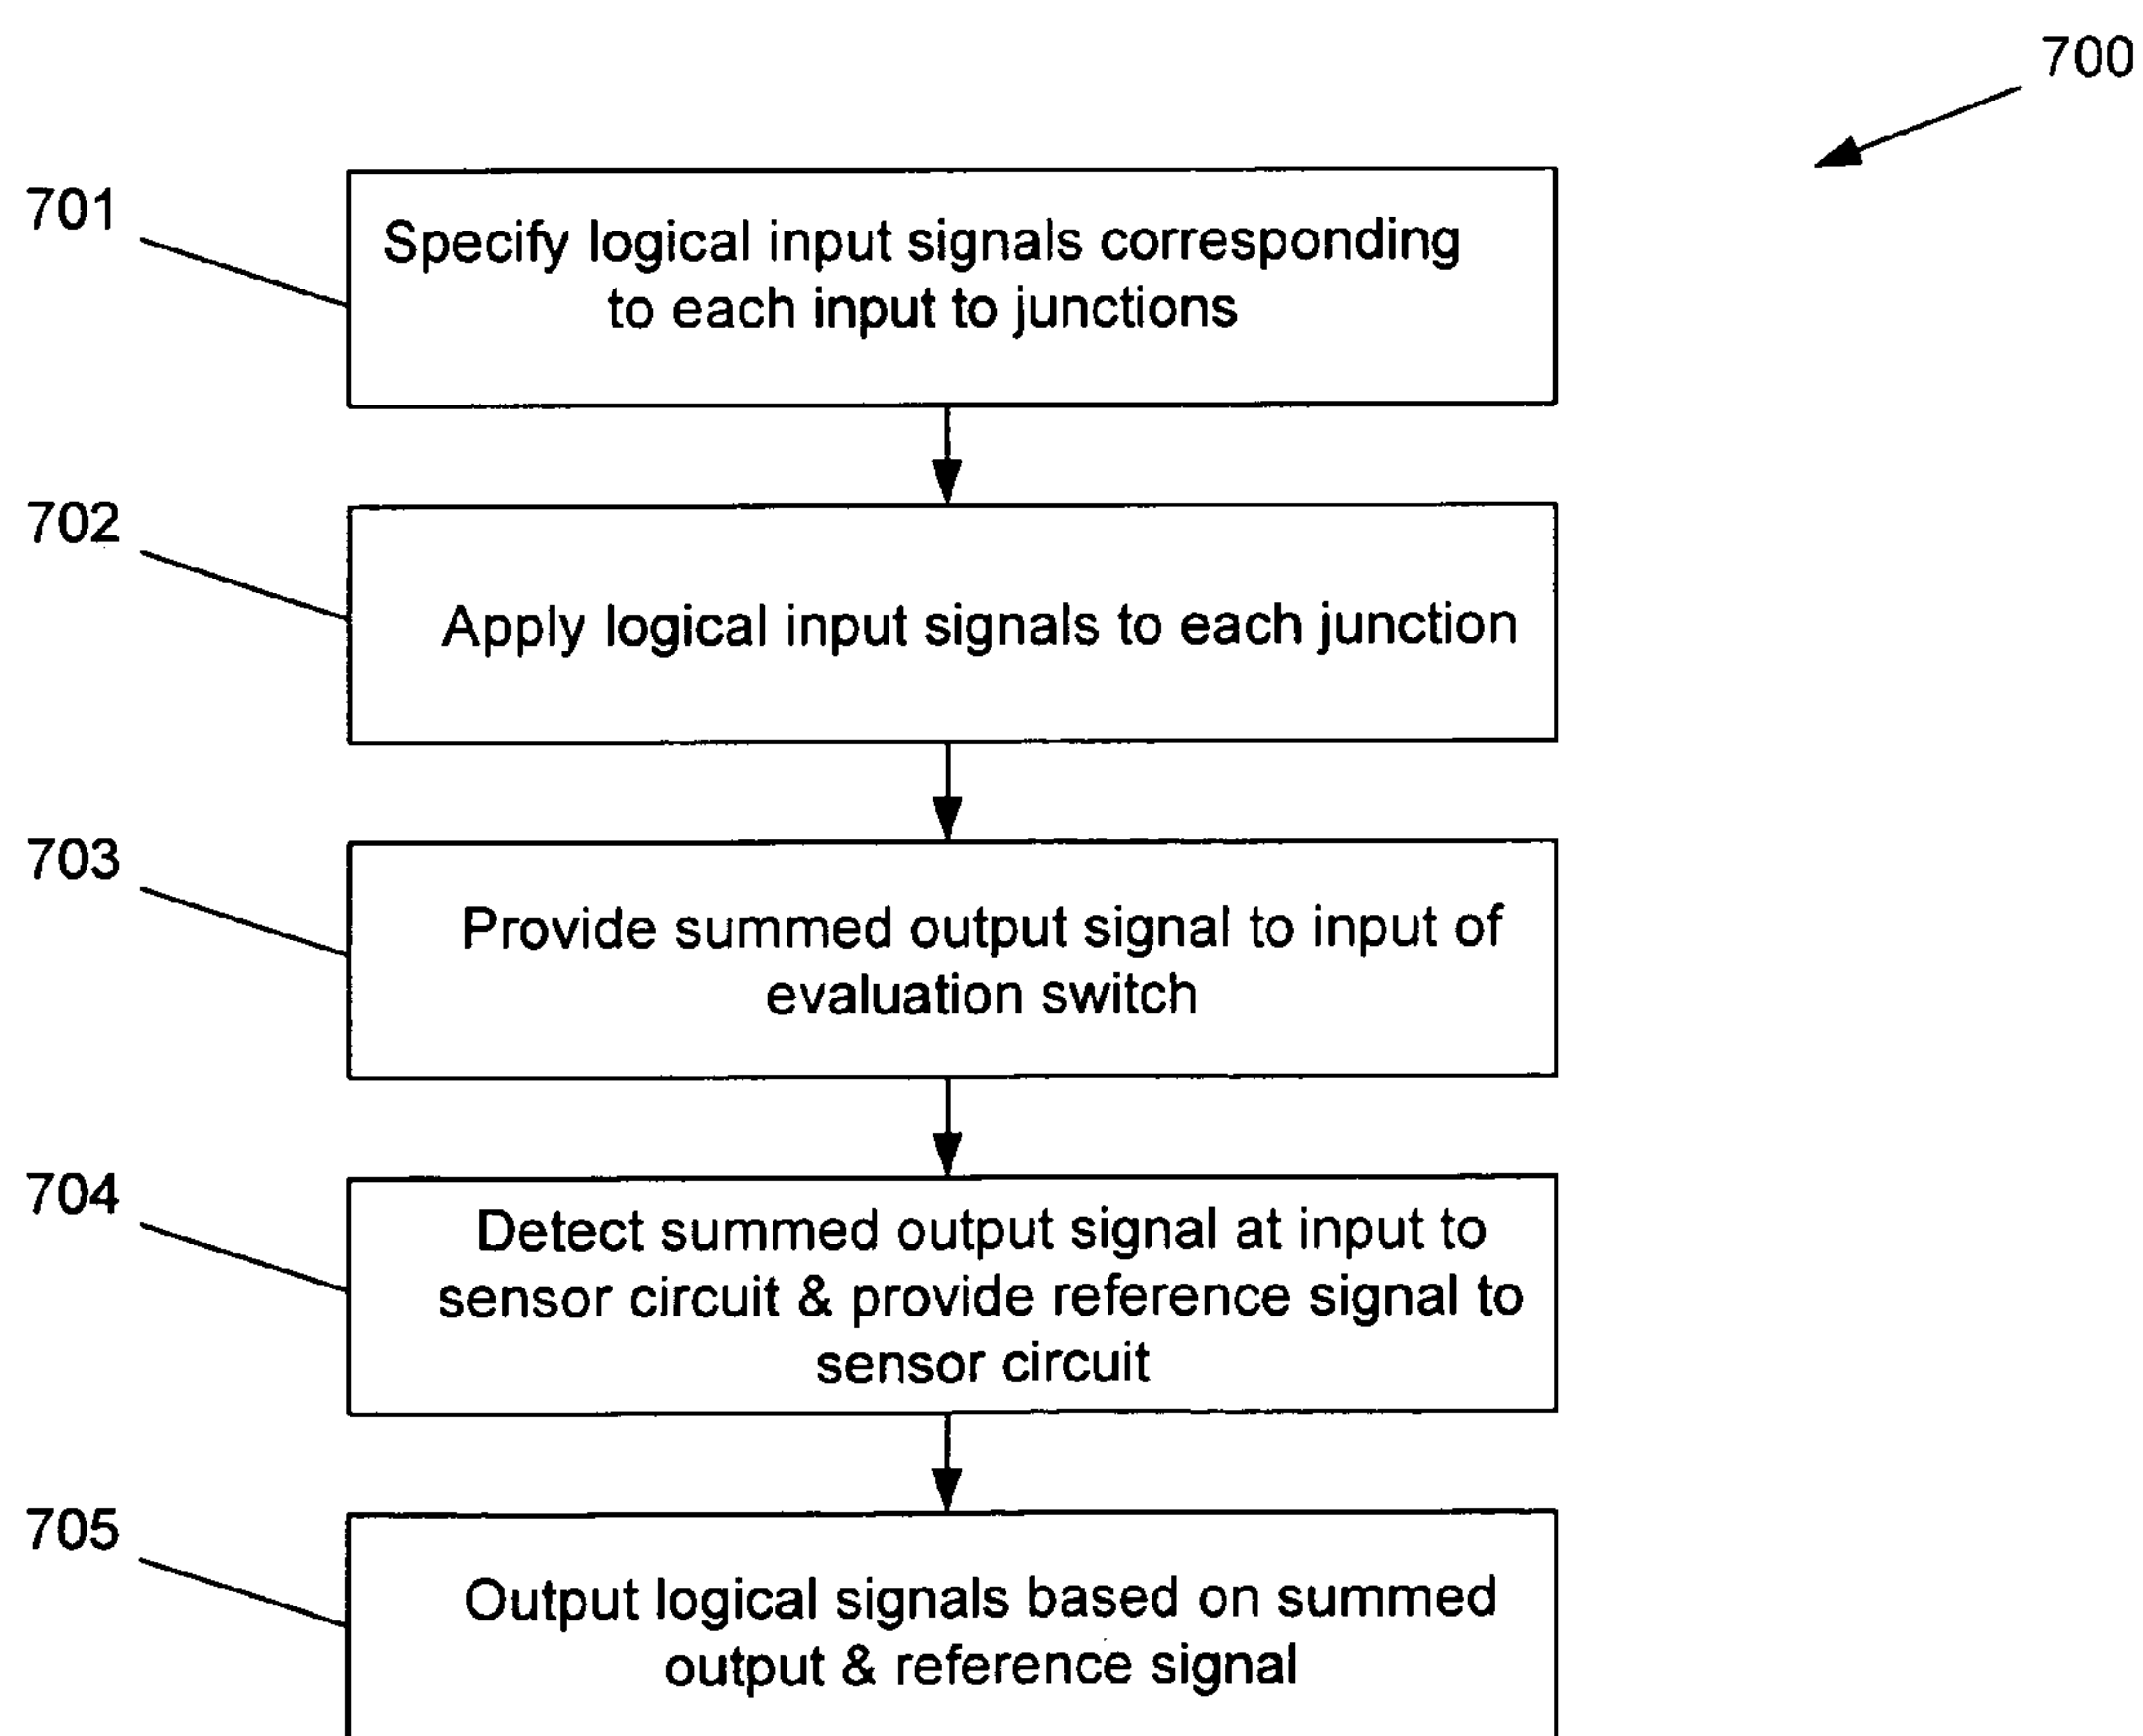 700
701
Specify logical input signals corresponding
to each input to junctions
702
Apply logical input signals to each junction
703
Provide summed output signal to input of
evaluation switch
704
Detect summed output signal at input to
sensor circuit & provide reference signal to
sensor circuit
705
Output logical signals based on summed
output & reference signal